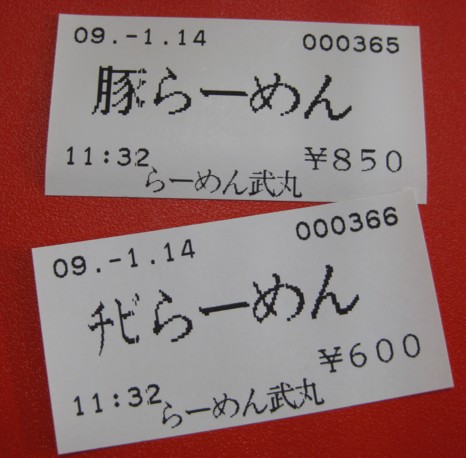 09.-1.14 000365
豚らーめん
11:32 ¥850
らーめん武丸
09.-1.14 000366
チビらーめん
11:32 ¥600
らーめん武丸